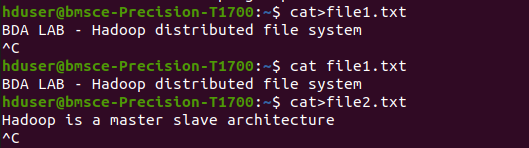 hduser@bmsce-Precision-T1700:~$ cat>file1.txt
BDA LAB - Hadoop distributed file system
^C
hduser@bmsce-Precision-T1700:~$ cat file1.txt
BDA LAB - Hadoop distributed file system
hduser@bmsce-Precision-T1700:~$ cat>file2.txt
Hadoop is a master slave architecture
^C